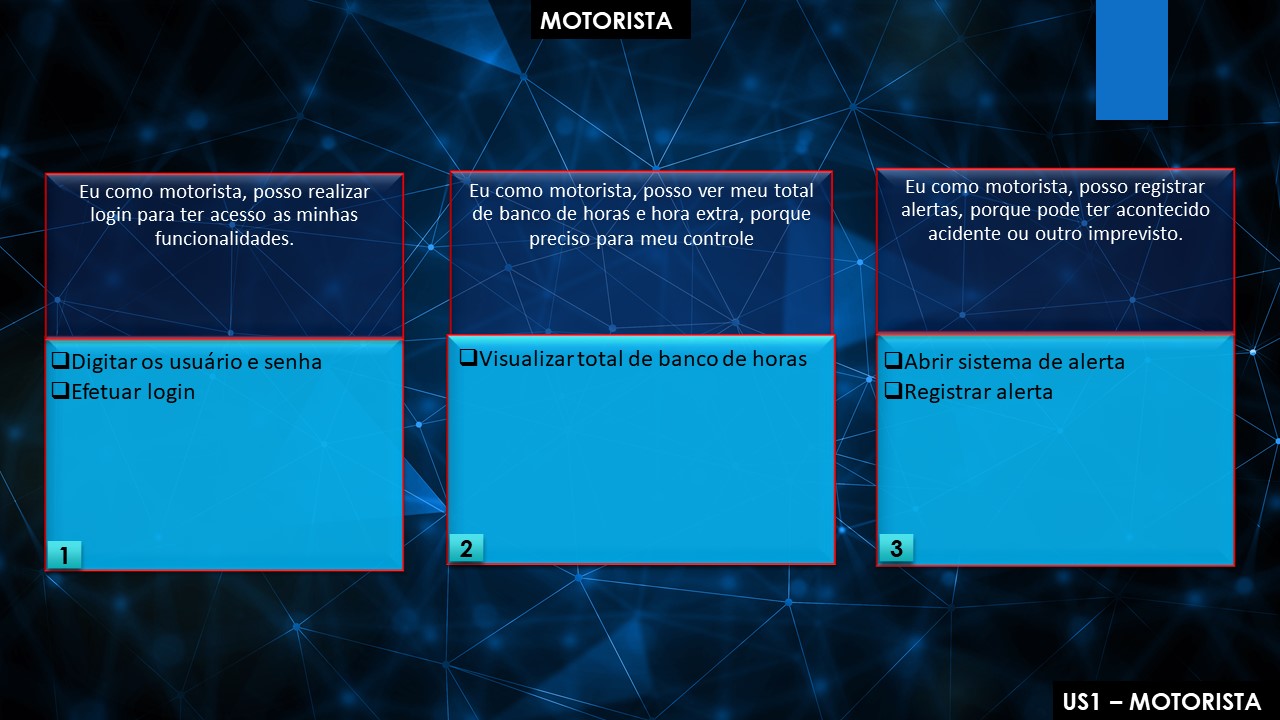 MOTORISTA
Eu como motorista, posso realizar
login para ter acesso as minhas
funcionalidades.
❑Digitar os usuário e senha
❑Efetuar login
1
Eu como motorista, posso ver meu total
de banco de horas e hora extra, porque
preciso para meu controle
❑Visualizar total de banco de horas
2
Eu como motorista, posso registrar
alertas, porque pode ter acontecido
acidente ou outro imprevisto.
❑Abrir sistema de alerta
❑Registrar alerta
3
US1 – MOTORISTA